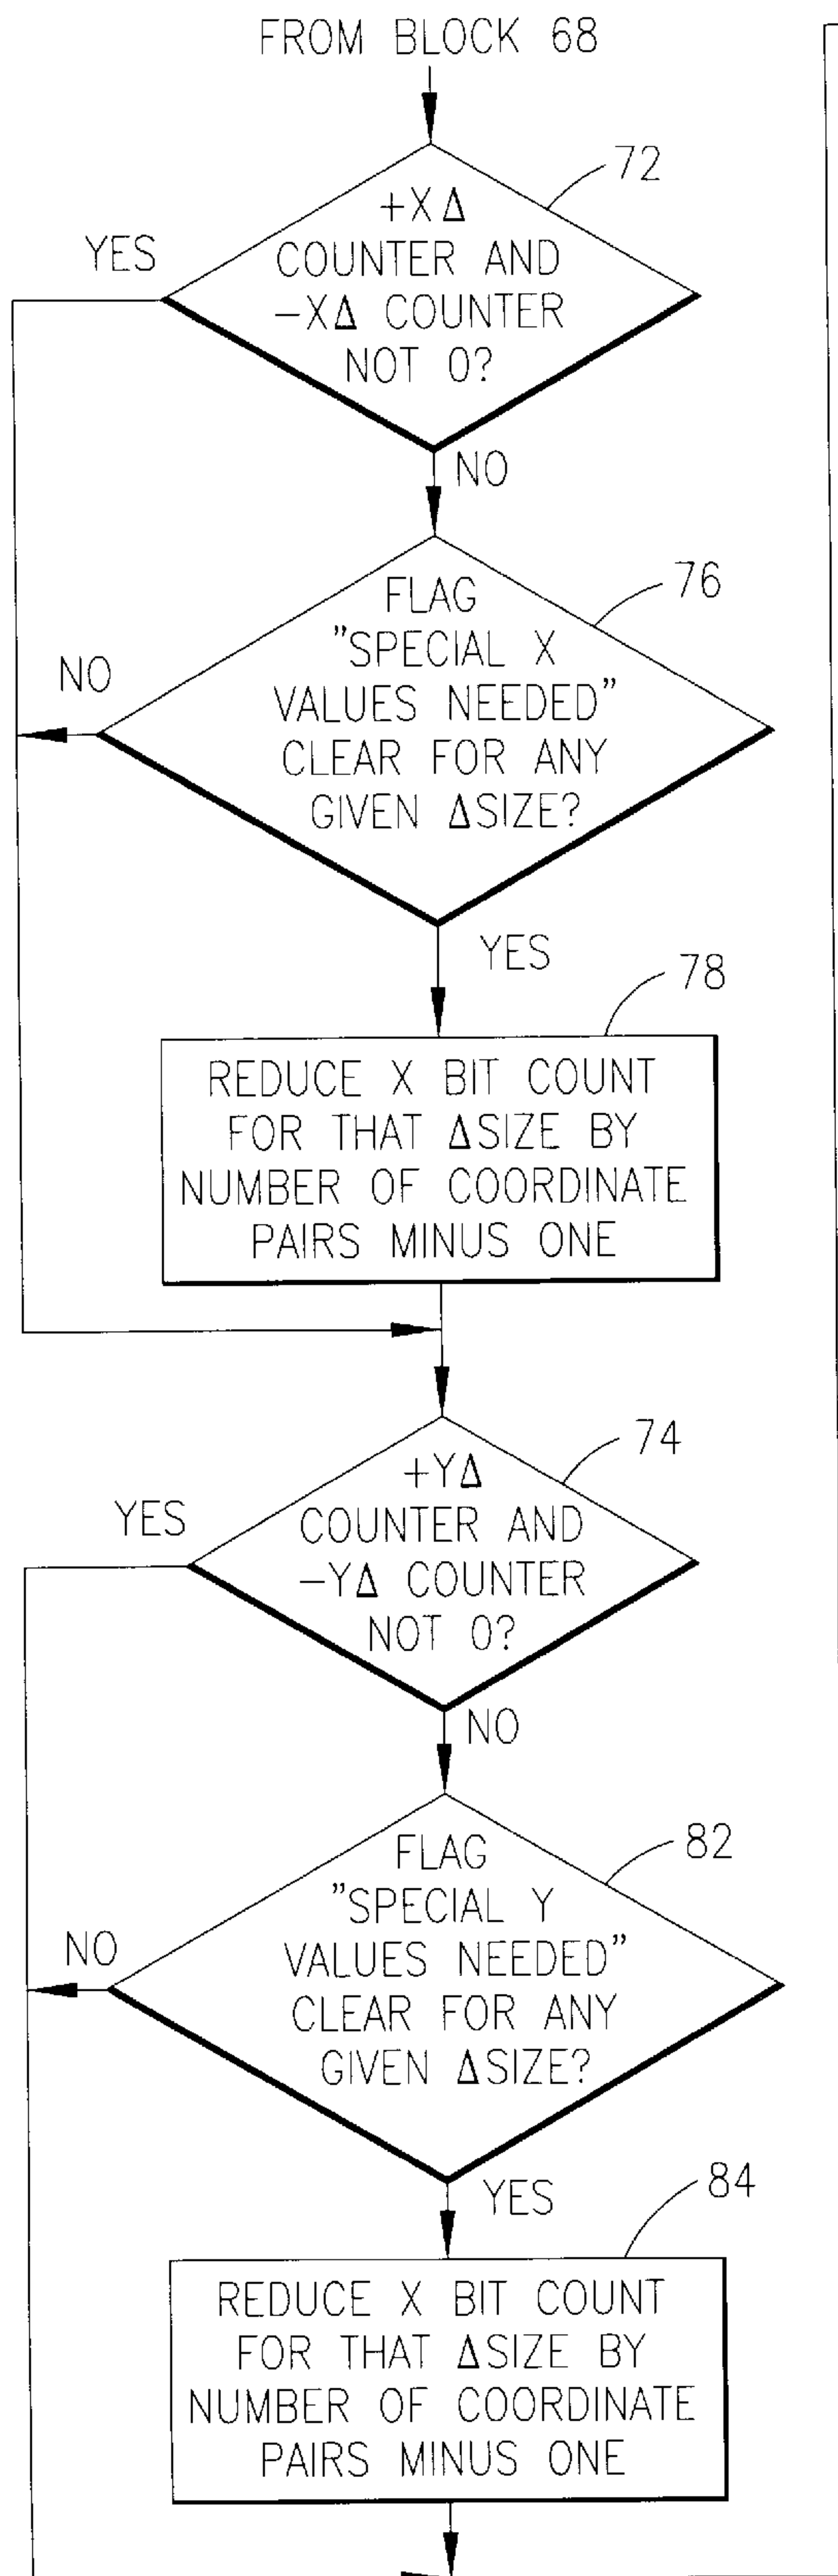 FROM BLOCK 68
72
+XΔ
COUNTER AND
−XΔ COUNTER
NOT 0?
YES
NO
76
FLAG
"SPECIAL X
VALUES NEEDED"
CLEAR FOR ANY
GIVEN ΔSIZE?
NO
YES
78
REDUCE X BIT COUNT
FOR THAT ΔSIZE BY
NUMBER OF COORDINATE
PAIRS MINUS ONE
74
+YΔ
COUNTER AND
−YΔ COUNTER
NOT 0?
YES
NO
82
FLAG
"SPECIAL Y
VALUES NEEDED"
CLEAR FOR ANY
GIVEN ΔSIZE?
NO
YES
84
REDUCE X BIT COUNT
FOR THAT ΔSIZE BY
NUMBER OF COORDINATE
PAIRS MINUS ONE